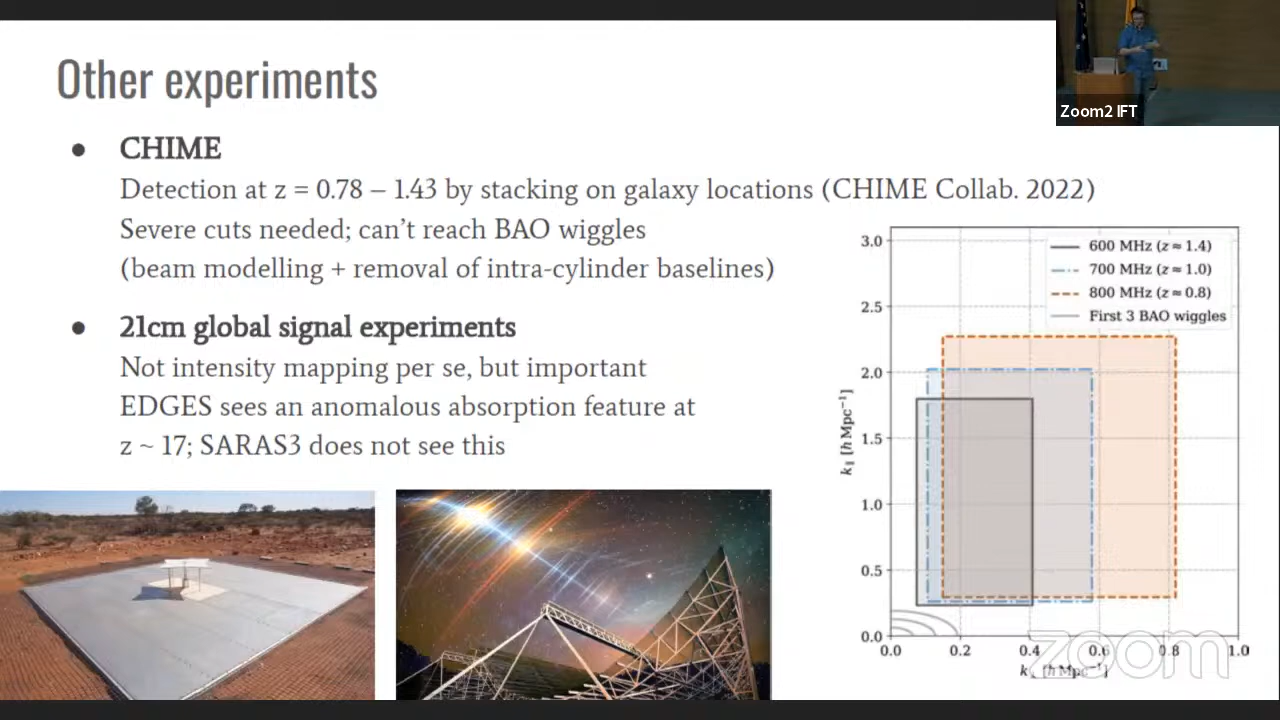 Other experiments
Zoom2 IFT
● CHIME
Detection at z = 0.78 – 1.43 by stacking on galaxy locations (CHIME Collab. 2022)
Severe cuts needed; can’t reach BAO wiggles
(beam modelling + removal of intra-cylinder baselines)
● 21cm global signal experiments
Not intensity mapping per se, but important
EDGES sees an anomalous absorption feature at
z ~ 17; SARAS3 does not see this
600 MHz (z ≈ 1.4)
700 MHz (z ≈ 1.0)
800 MHz (z ≈ 0.8)
First 3 BAO wiggles
3.0
2.5
2.0
1.5
1.0
0.5
0.0
k∥ [h Mpc⁻¹]
0.0 0.2 0.4 0.6 0.8 1.0
[h Mpc⁻¹]
zoom